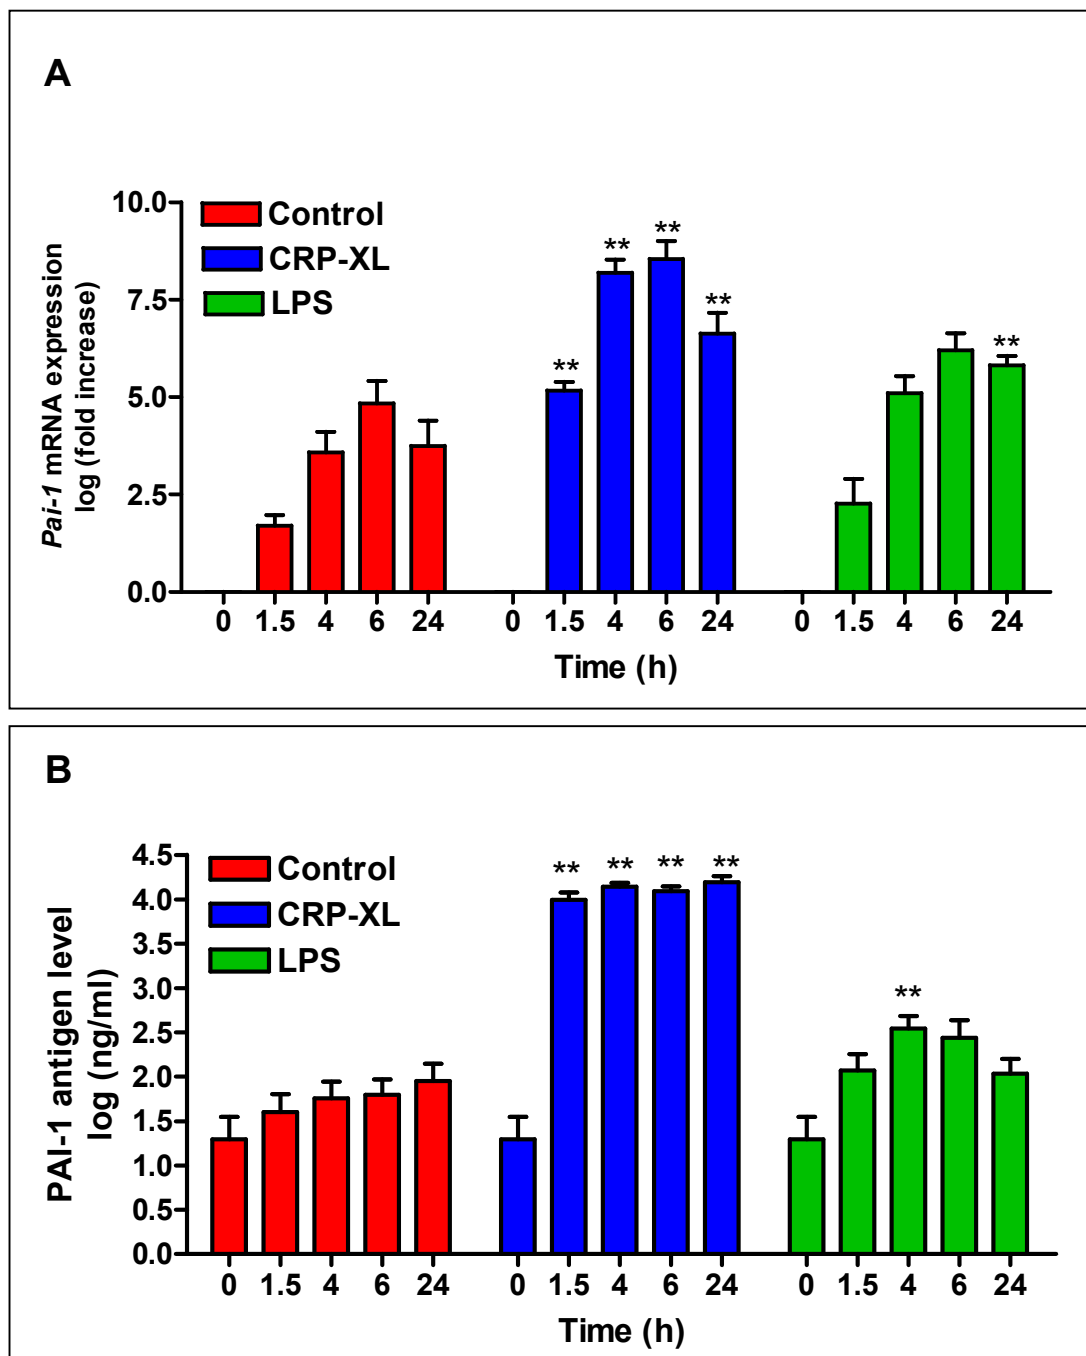 A
Pai-1 mRNA expression
log (fold increase)
10.0
7.5
5.0
2.5
0.0
Control
CRP-XL
LPS
** ** ** ** **
0 1.5 4 6 24 0 1.5 4 6 24 0 1.5 4 6 24
Time (h)
B
PAI-1 antigen level
log (ng/ml)
4.5
4.0
3.5
3.0
2.5
2.0
1.5
1.0
0.5
0.0
Control
CRP-XL
LPS
** ** ** ** **
0 1.5 4 6 24 0 1.5 4 6 24 0 1.5 4 6 24
Time (h)